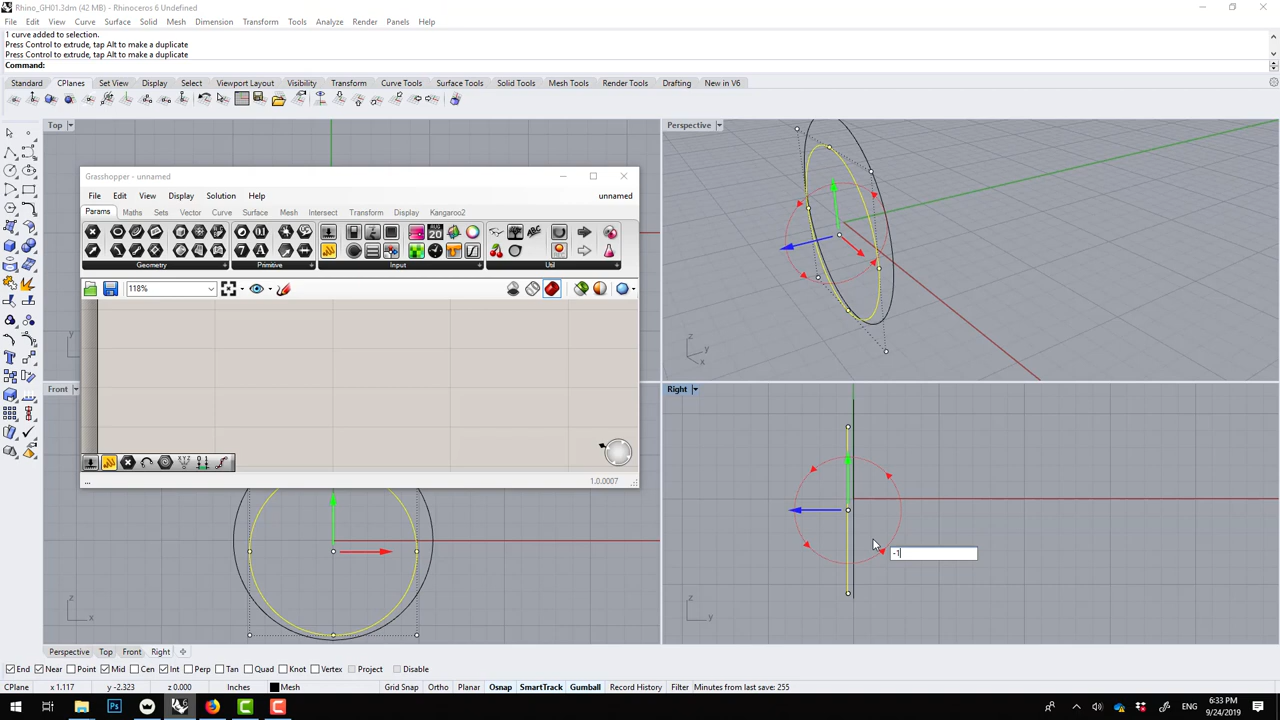 Rhino_GH01.3dm (42 MB) - Rhinoceros 6 Undefined
File Edit View Curve Surface Solid Mesh Dimension Transform Tools Analyze Render Panels Help
1 curve added to selection.
Press Control to extrude, tap Alt to make a duplicate
Press Control to extrude, tap Alt to make a duplicate
Command:
Standard CPlanes Set View Display Select Viewport Layout Visibility Transform Curve Tools Surface Tools Solid Tools Mesh Tools Render Tools Drafting New in V6
Top
Perspective
Grasshopper - unnamed
File Edit View Display Solution Help unnamed
Params Maths Sets Vector Curve Surface Mesh Intersect Transform Display Kangaroo2
Geometry Primitive Input Util
118%
z
y
x
y
Front
Right
1.0.0007
...
-1
z
x
z
y
Perspective Top Front Right
End Near Point Mid Cen Int Perp Tan Quad Knot Vertex Project Disable
CPlane x 1.117 y -2.323 z 0.000 Inches Mesh Grid Snap Ortho Planar Osnap SmartTrack Gumball Record History Filter Minutes from last save: 255
ENG
6:33 PM
9/24/2019